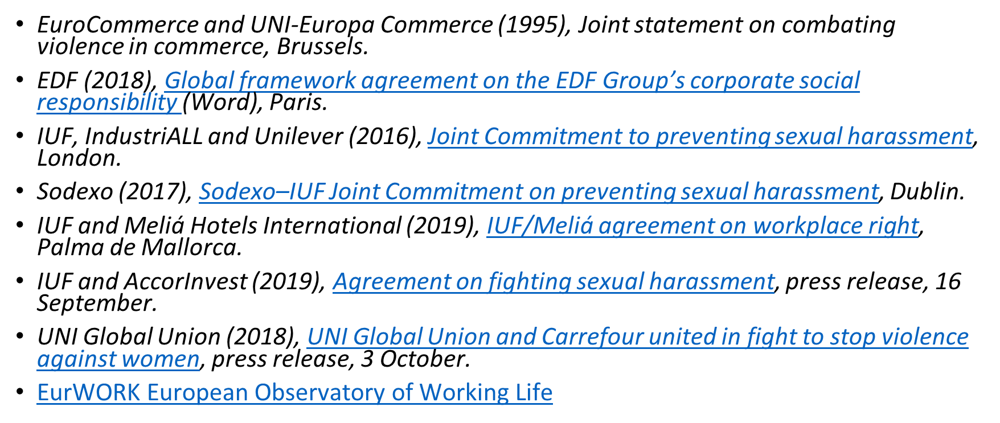 • EuroCommerce and UNI-Europa Commerce (1995), Joint statement on combating
violence in commerce, Brussels.
• EDF (2018), Global framework agreement on the EDF Group’s corporate social
responsibility (Word), Paris.
• IUF, IndustriALL and Unilever (2016), Joint Commitment to preventing sexual harassment,
London.
• Sodexo (2017), Sodexo–IUF Joint Commitment on preventing sexual harassment, Dublin.
• IUF and Meliá Hotels International (2019), IUF/Meliá agreement on workplace right,
Palma de Mallorca.
• IUF and AccorInvest (2019), Agreement on fighting sexual harassment, press release, 16
September.
• UNI Global Union (2018), UNI Global Union and Carrefour united in fight to stop violence
against women, press release, 3 October.
• EurWORK European Observatory of Working Life